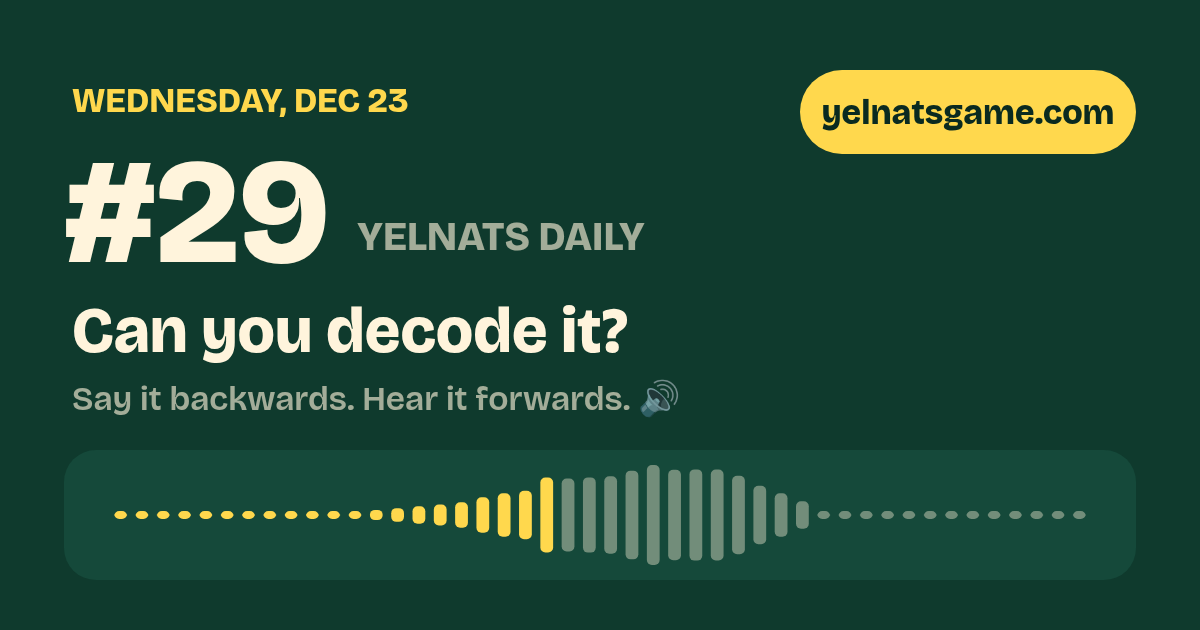 WEDNESDAY, DEC 23
yelnatsgame.com
#29 YELNATS DAILY
Can you decode it?
Say it backwards. Hear it forwards. 🔊